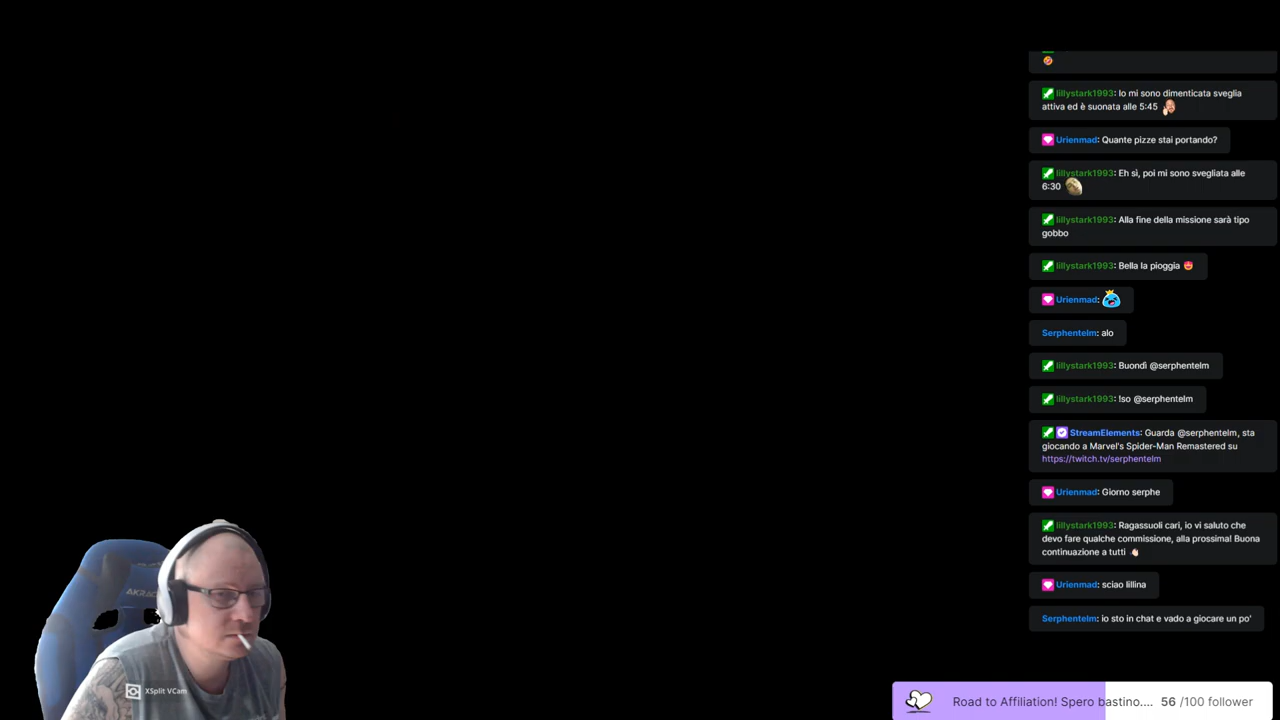 lillystark1993: Io mi sono dimenticata sveglia
attiva ed è suonata alle 5:45
Urienmad: Quante pizze stai portando?
lillystark1993: Eh sì, poi mi sono svegliata alle
6:30
lillystark1993: Alla fine della missione sarà tipo
gobbo
lillystark1993: Bella la pioggia 😍
Urienmad:
Serphentelm: alo
lillystark1993: Buondì @serphentelm
lillystark1993: !so @serphentelm
StreamElements: Guarda @serphentelm, sta
giocando a Marvel's Spider-Man Remastered su
https://twitch.tv/serphentelm
Urienmad: Giorno serphe
lillystark1993: Ragassuoli cari, io vi saluto che
devo fare qualche commissione, alla prossima! Buona
continuazione a tutti 👋🏻
Urienmad: sciao lillina
Serphentelm: io sto in chat e vado a giocare un po'
AKRACING
XSplit VCam
Road to Affiliation! Spero bastino.... 56 /100 follower